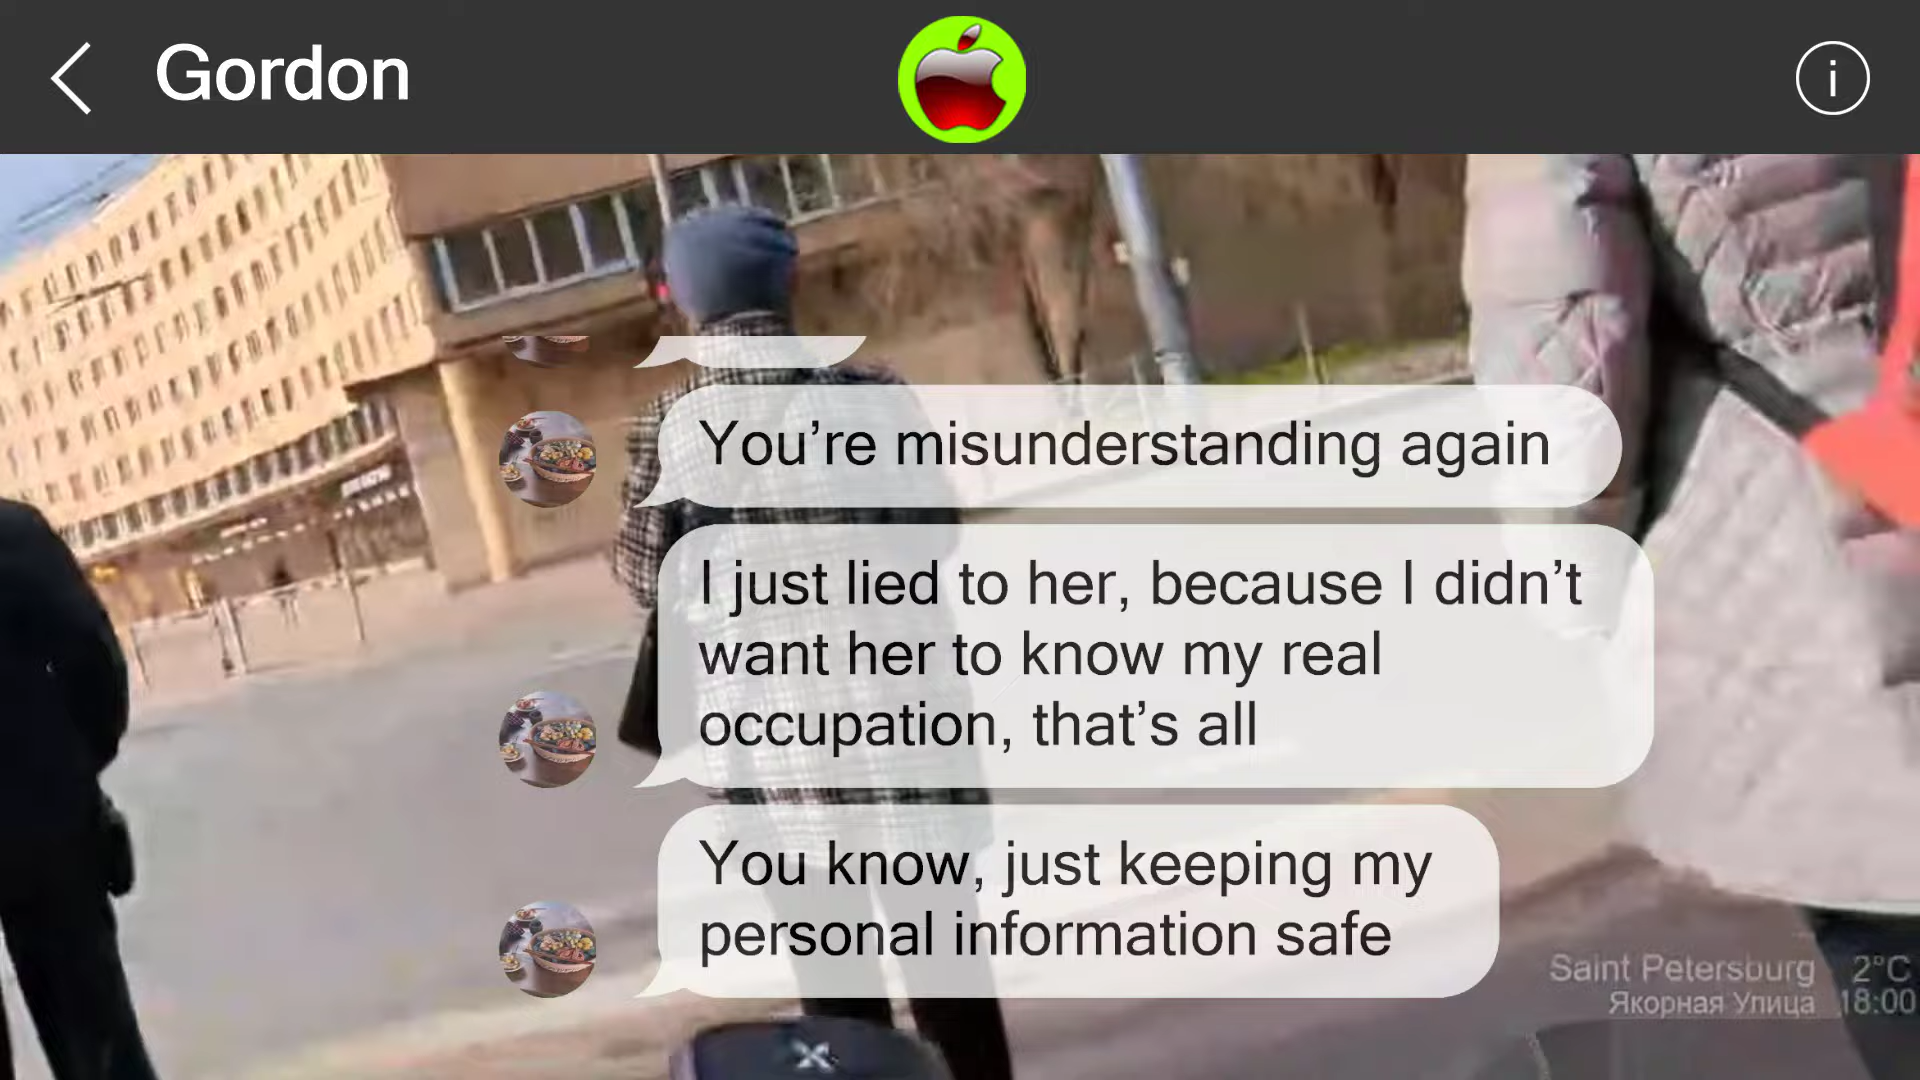 Gordon
You’re misunderstanding again
I just lied to her, because I didn’t
want her to know my real
occupation, that’s all
You know, just keeping my
personal information safe
Saint Petersburg 2°C
Якорная Улица 18:00